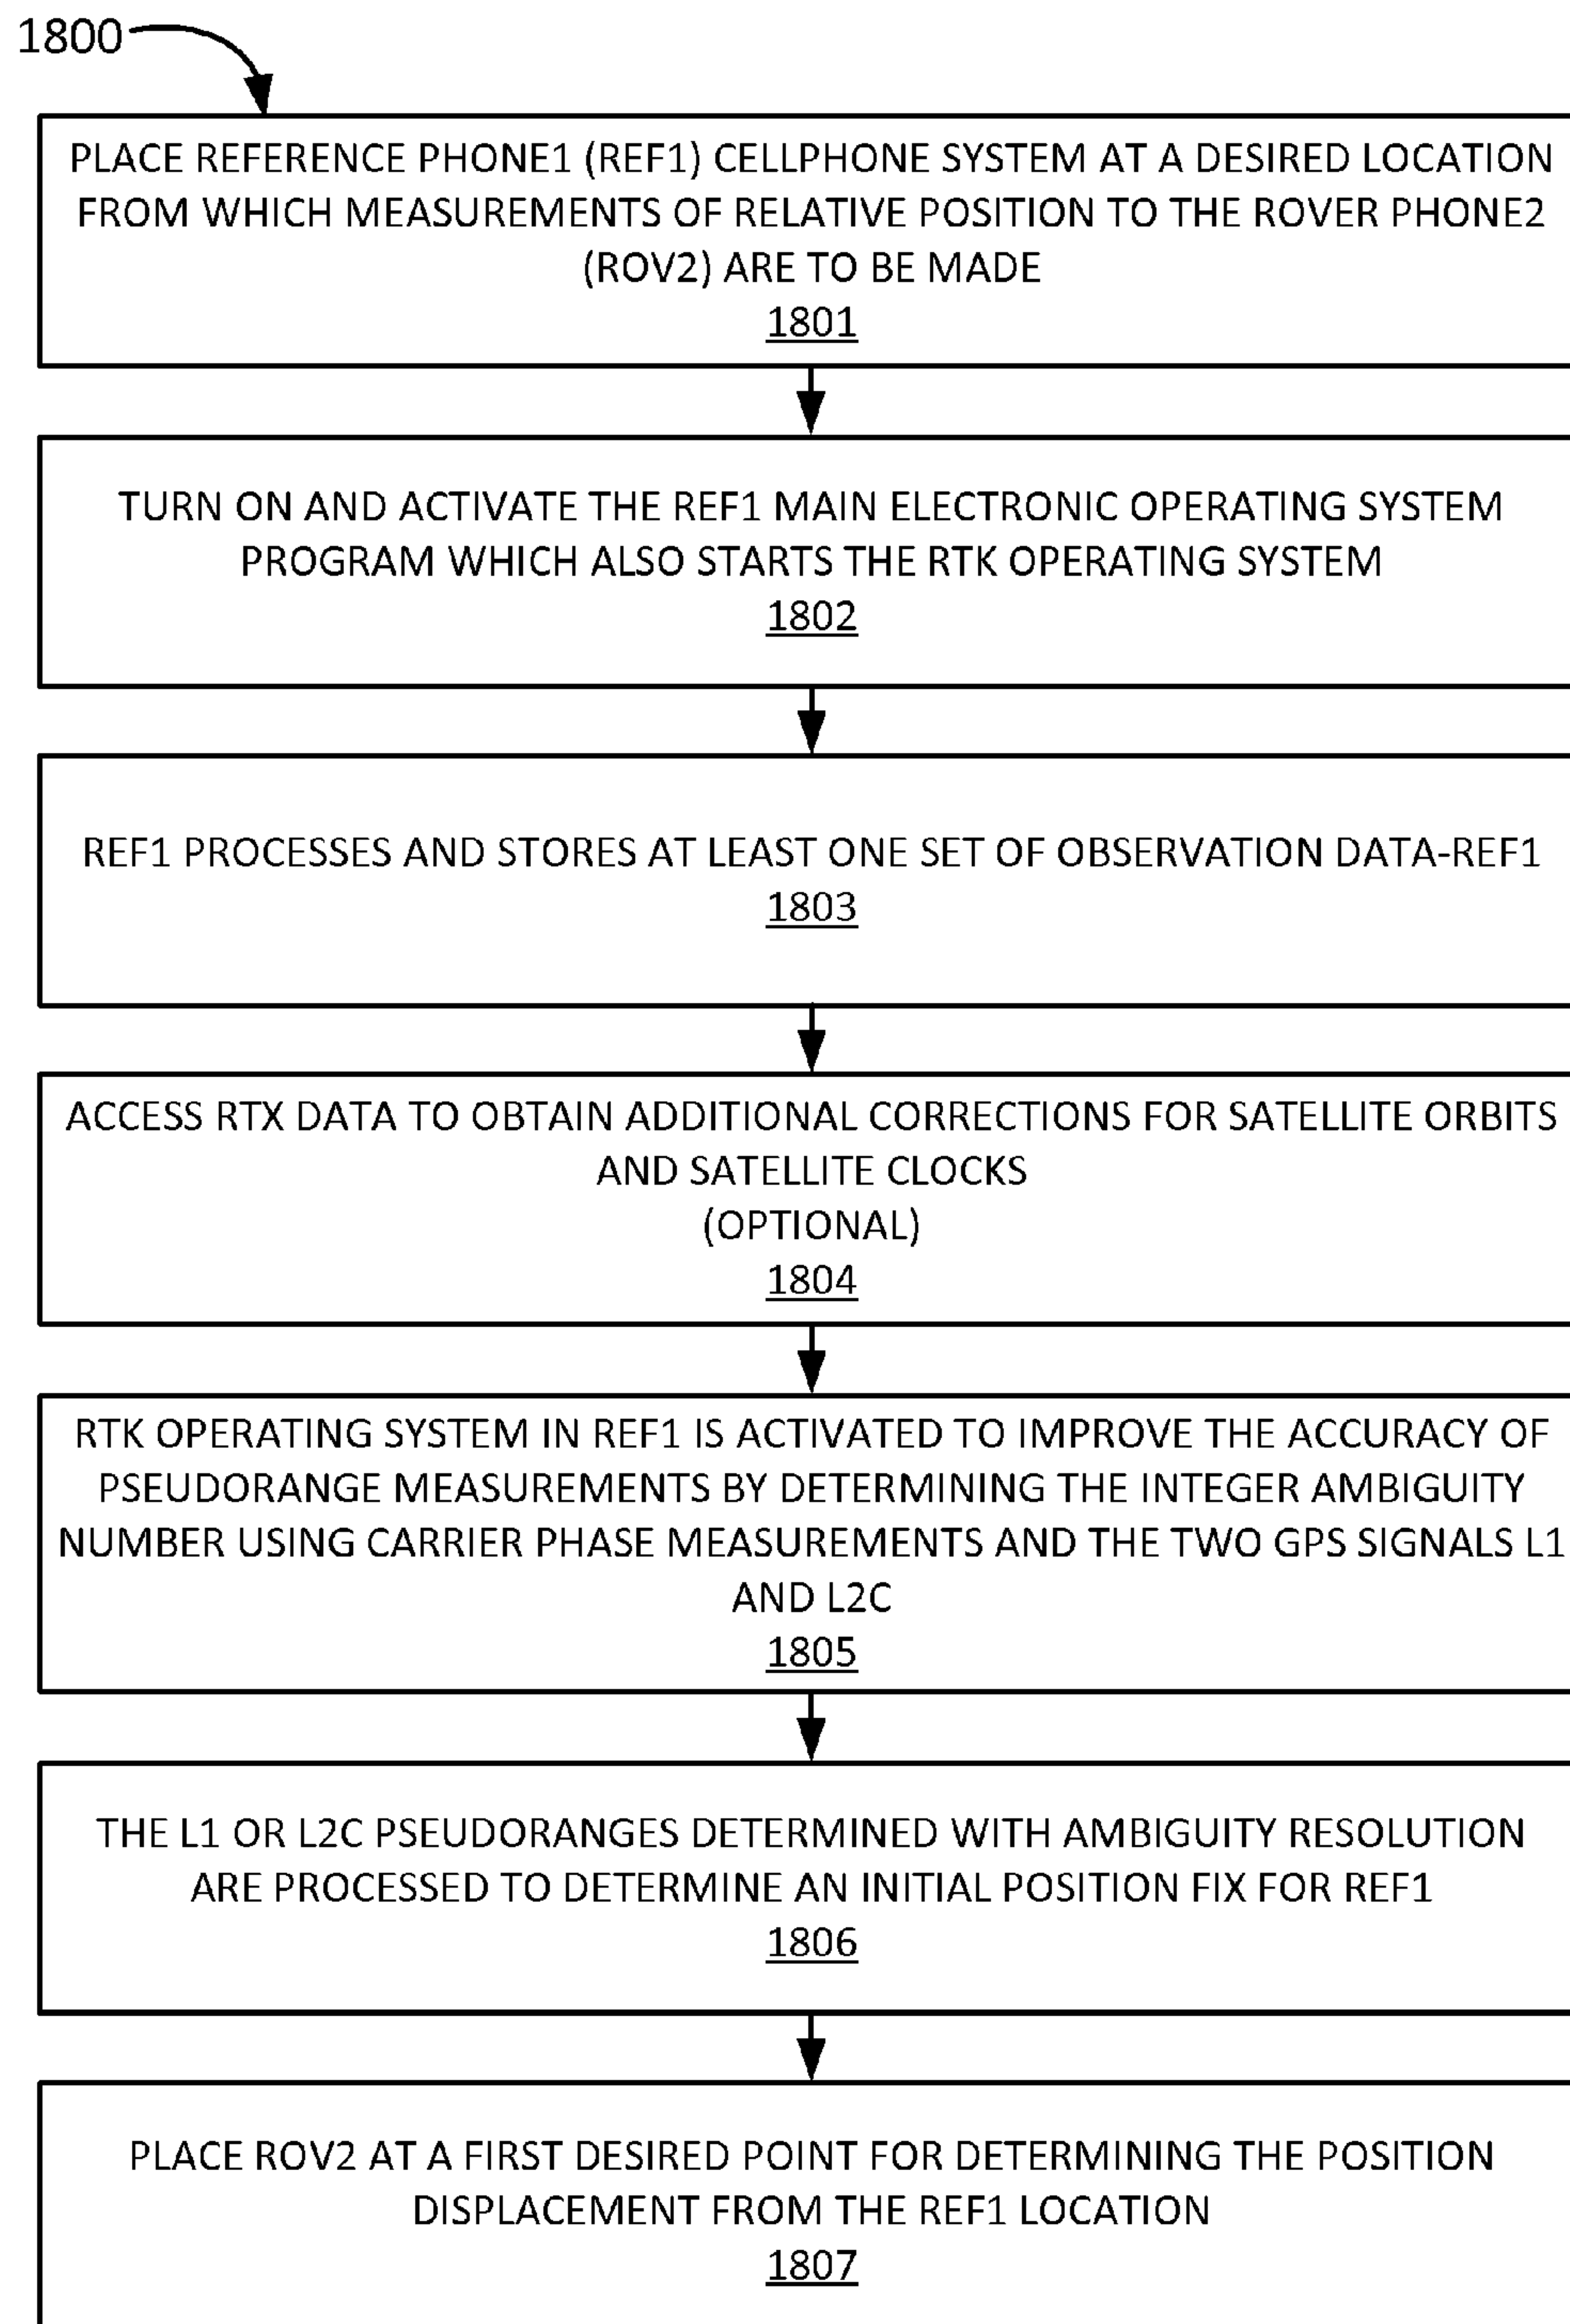 1800
PLACE REFERENCE PHONE1 (REF1) CELLPHONE SYSTEM AT A DESIRED LOCATION
FROM WHICH MEASUREMENTS OF RELATIVE POSITION TO THE ROVER PHONE2
(ROV2) ARE TO BE MADE
1801
TURN ON AND ACTIVATE THE REF1 MAIN ELECTRONIC OPERATING SYSTEM
PROGRAM WHICH ALSO STARTS THE RTK OPERATING SYSTEM
1802
REF1 PROCESSES AND STORES AT LEAST ONE SET OF OBSERVATION DATA-REF1
1803
ACCESS RTX DATA TO OBTAIN ADDITIONAL CORRECTIONS FOR SATELLITE ORBITS
AND SATELLITE CLOCKS
(OPTIONAL)
1804
RTK OPERATING SYSTEM IN REF1 IS ACTIVATED TO IMPROVE THE ACCURACY OF
PSEUDORANGE MEASUREMENTS BY DETERMINING THE INTEGER AMBIGUITY
NUMBER USING CARRIER PHASE MEASUREMENTS AND THE TWO GPS SIGNALS L1
AND L2C
1805
THE L1 OR L2C PSEUDORANGES DETERMINED WITH AMBIGUITY RESOLUTION
ARE PROCESSED TO DETERMINE AN INITIAL POSITION FIX FOR REF1
1806
PLACE ROV2 AT A FIRST DESIRED POINT FOR DETERMINING THE POSITION
DISPLACEMENT FROM THE REF1 LOCATION
1807